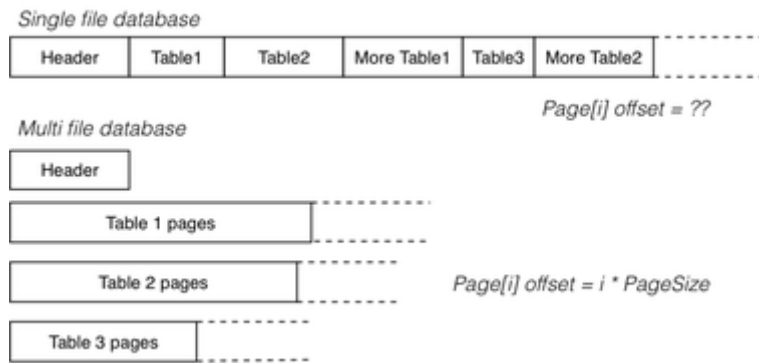 Single file database
Header Table1 Table2 More Table1 Table3 More Table2
Page[i] offset = ??
Multi file database
Header
Table 1 pages
Table 2 pages
Page[i] offset = i * PageSize
Table 3 pages